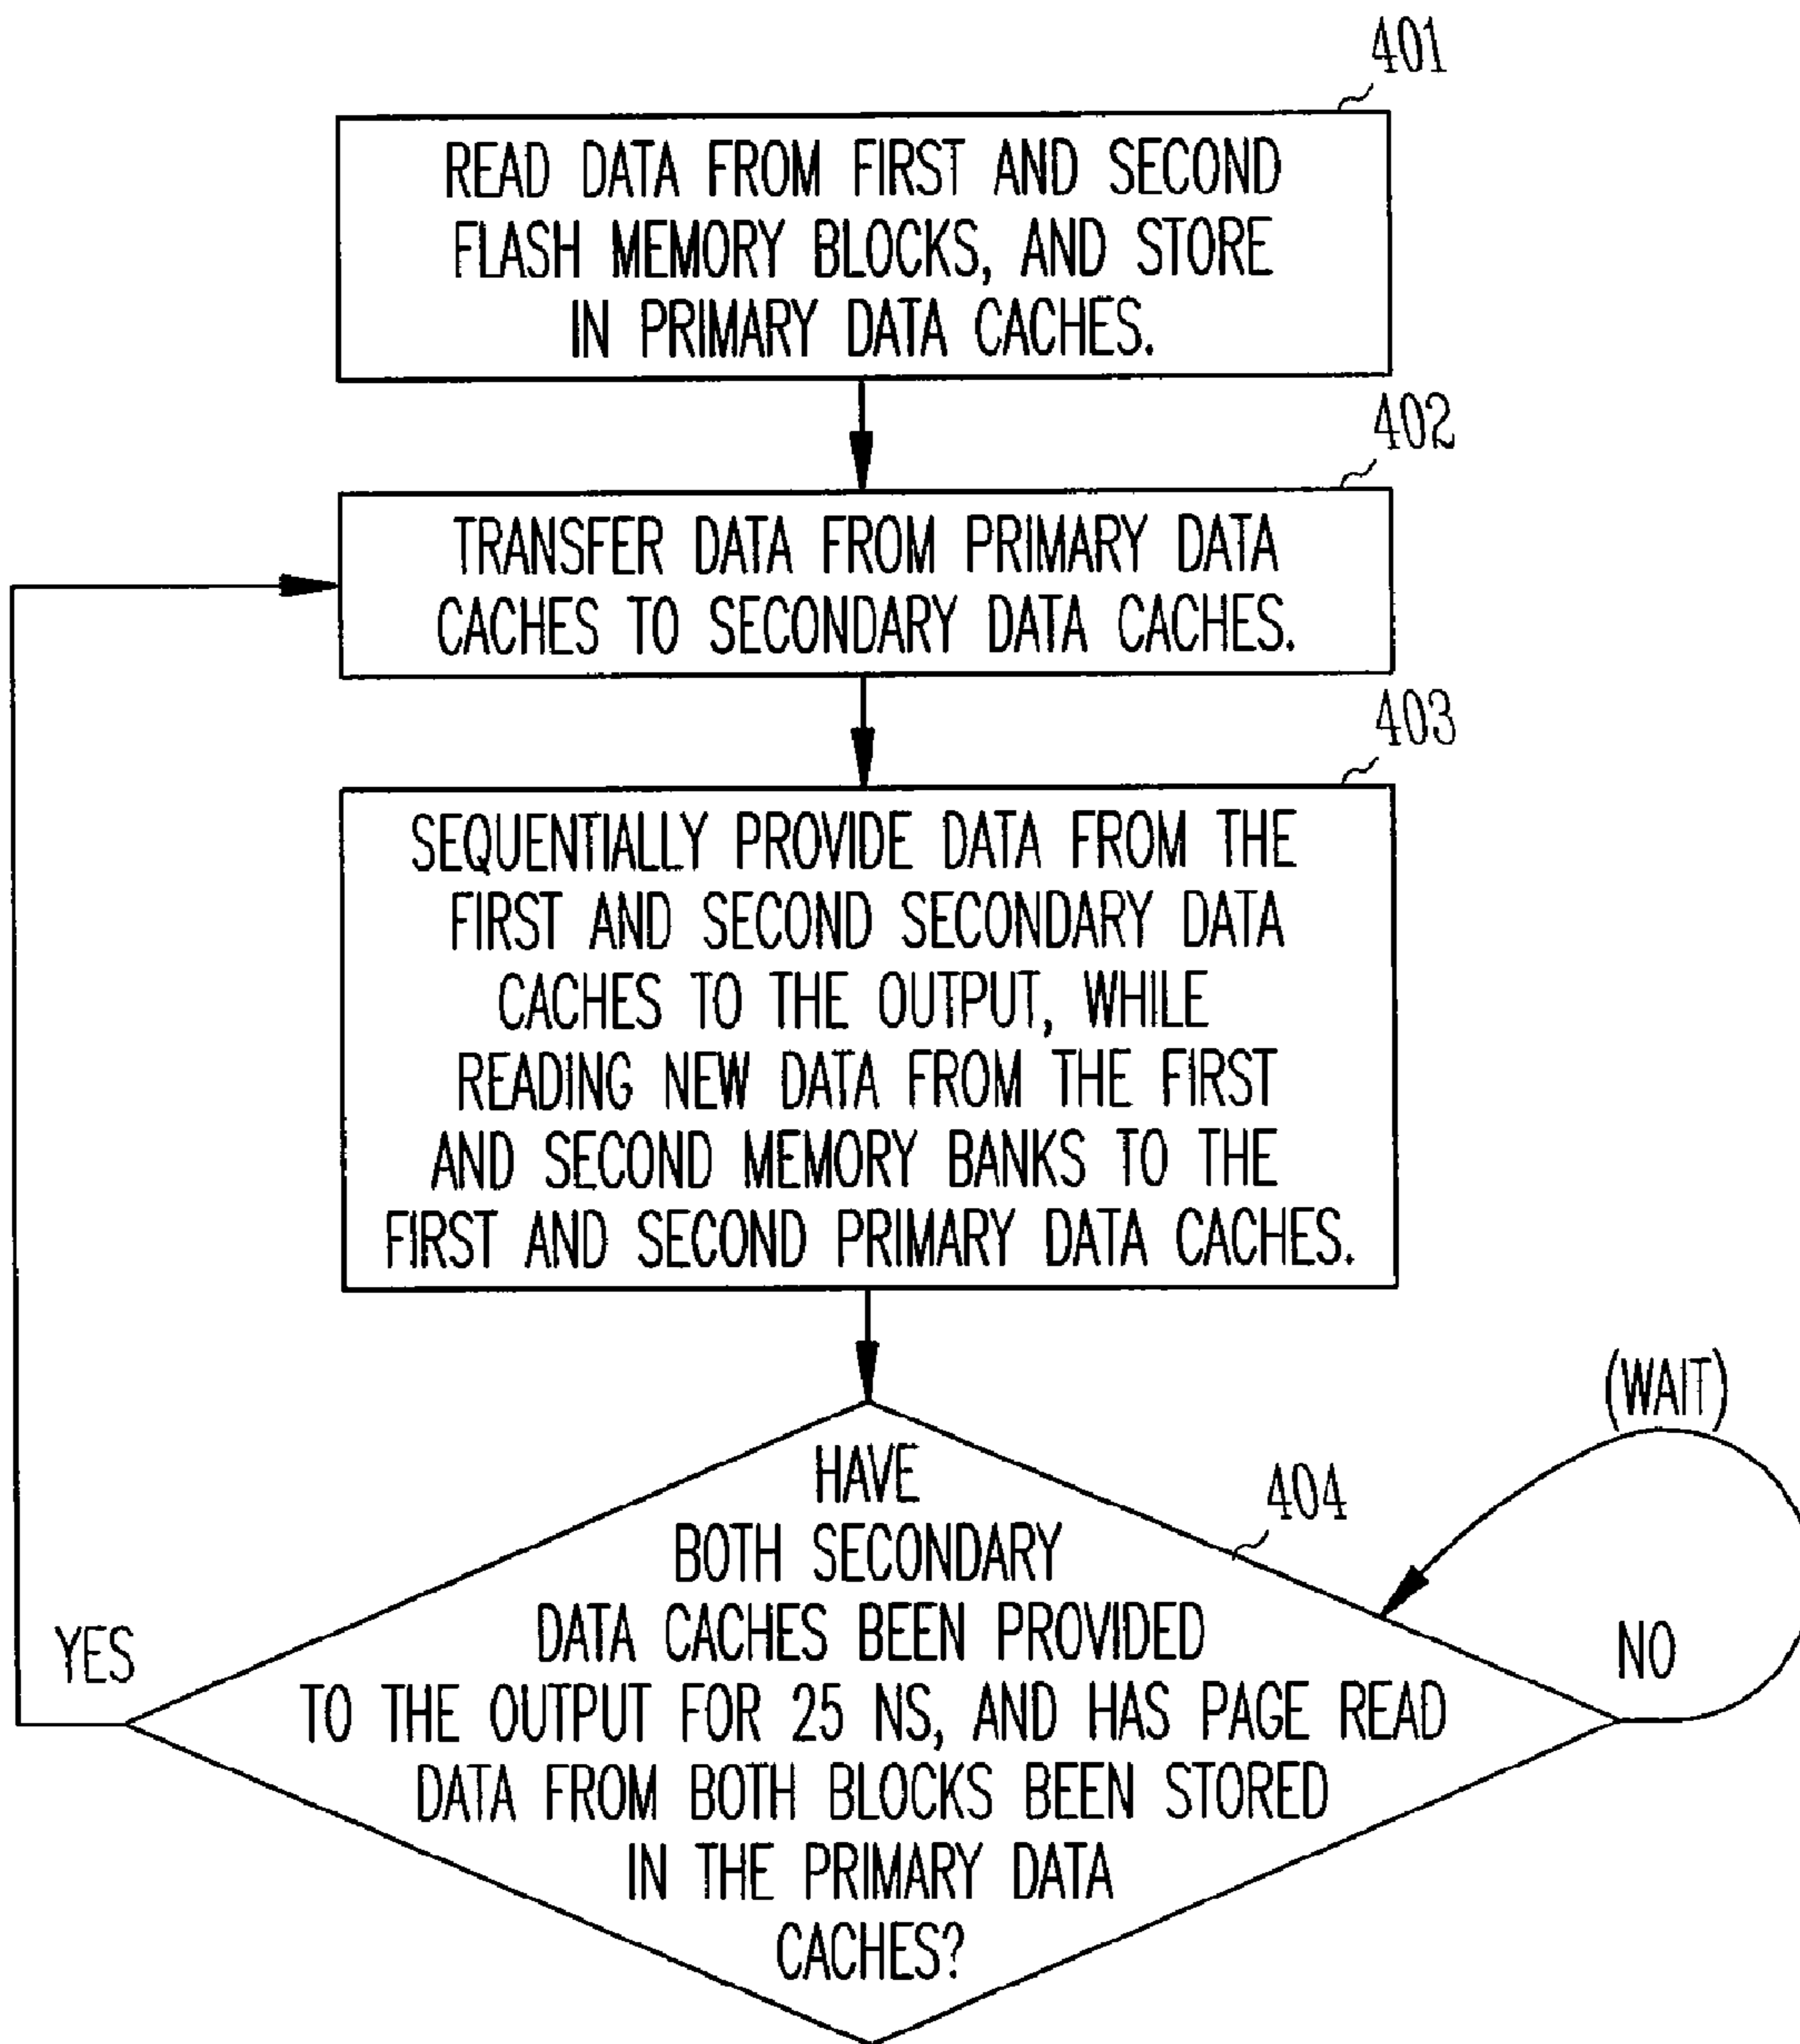 401
READ DATA FROM FIRST AND SECOND
FLASH MEMORY BLOCKS, AND STORE
IN PRIMARY DATA CACHES.
402
TRANSFER DATA FROM PRIMARY DATA
CACHES TO SECONDARY DATA CACHES.
403
SEQUENTIALLY PROVIDE DATA FROM THE
FIRST AND SECOND SECONDARY DATA
CACHES TO THE OUTPUT, WHILE
READING NEW DATA FROM THE FIRST
AND SECOND MEMORY BANKS TO THE
FIRST AND SECOND PRIMARY DATA CACHES.
(WAIT)
404
HAVE
BOTH SECONDARY
DATA CACHES BEEN PROVIDED
TO THE OUTPUT FOR 25 NS, AND HAS PAGE READ
DATA FROM BOTH BLOCKS BEEN STORED
IN THE PRIMARY DATA
CACHES?
YES
NO